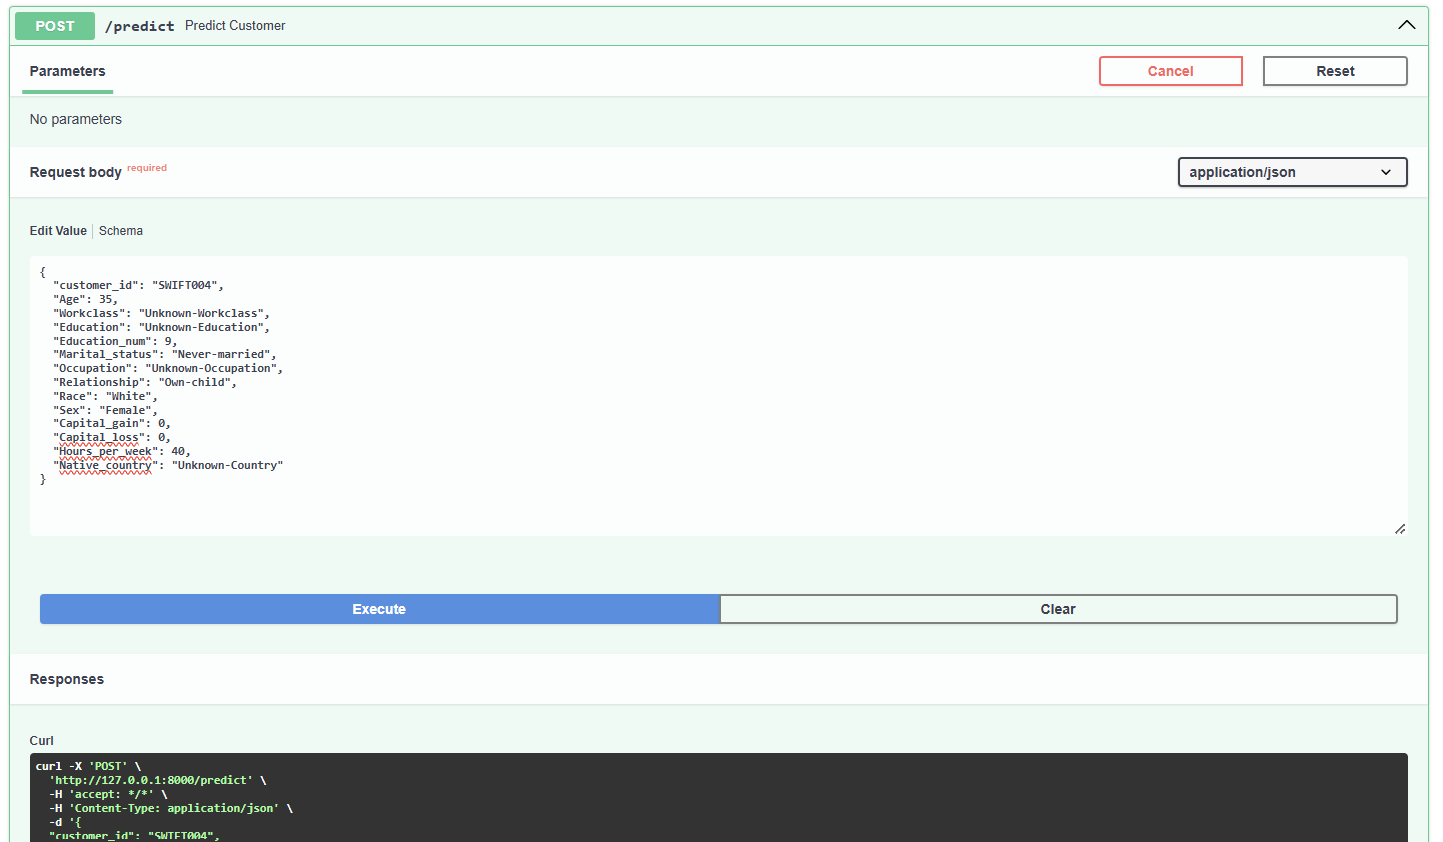 POST /predict Predict Customer
Parameters
Cancel
Reset
No parameters
Request body required
application/json
Edit Value | Schema
{
  "customer_id": "SWIFT004",
  "Age": 35,
  "Workclass": "Unknown-Workclass",
  "Education": "Unknown-Education",
  "Education_num": 9,
  "Marital_status": "Never-married",
  "Occupation": "Unknown-Occupation",
  "Relationship": "Own-child",
  "Race": "White",
  "Sex": "Female",
  "Capital_gain": 0,
  "Capital_loss": 0,
  "Hours_per_week": 40,
  "Native_country": "Unknown-Country"
}
Execute
Clear
Responses
Curl
curl -X 'POST' \
  'http://127.0.0.1:8000/predict' \
  -H 'accept: */*' \
  -H 'Content-Type: application/json' \
  -d '{
  "customer_id": "SWIFT004",